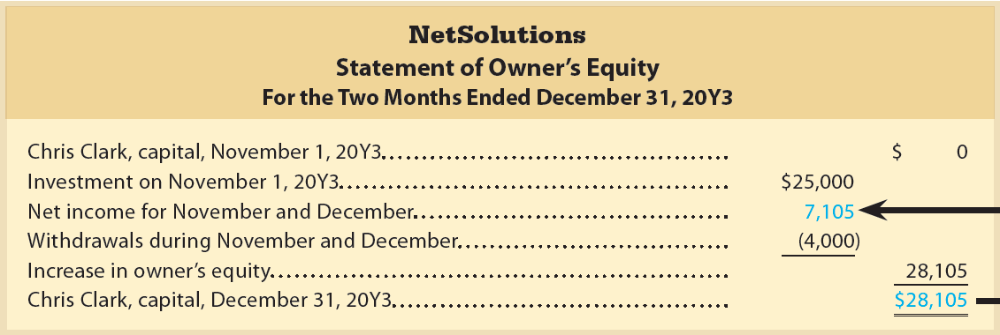 NetSolutions
Statement of Owner’s Equity
For the Two Months Ended December 31, 20Y3
Chris Clark, capital, November 1, 20Y3 $ 0
Investment on November 1, 20Y3 $25,000
Net income for November and December 7,105
Withdrawals during November and December (4,000)
Increase in owner’s equity 28,105
Chris Clark, capital, December 31, 20Y3 $28,105